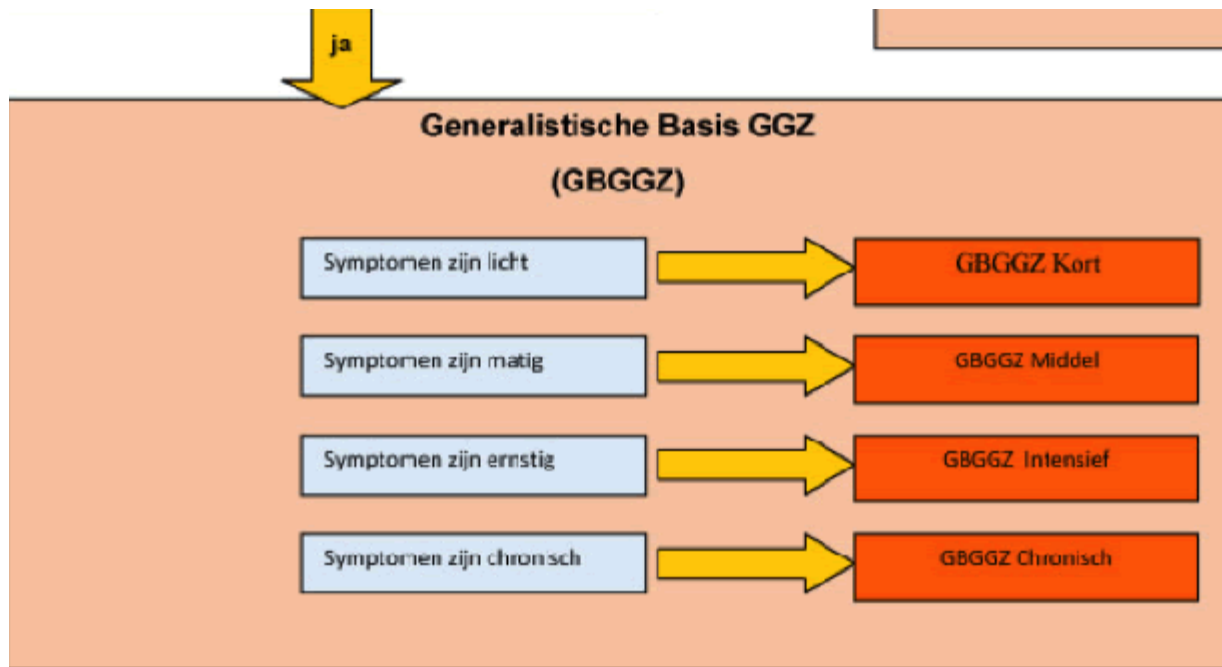 ja
Generalistische Basis GGZ
(GBGGZ)
Symptomen zijn licht
GBGGZ Kort
Symptomen zijn matig
GBGGZ Middel
Symptomen zijn ernstig
GBGGZ Intensief
Symptomen zijn chronisch
GBGGZ Chronisch